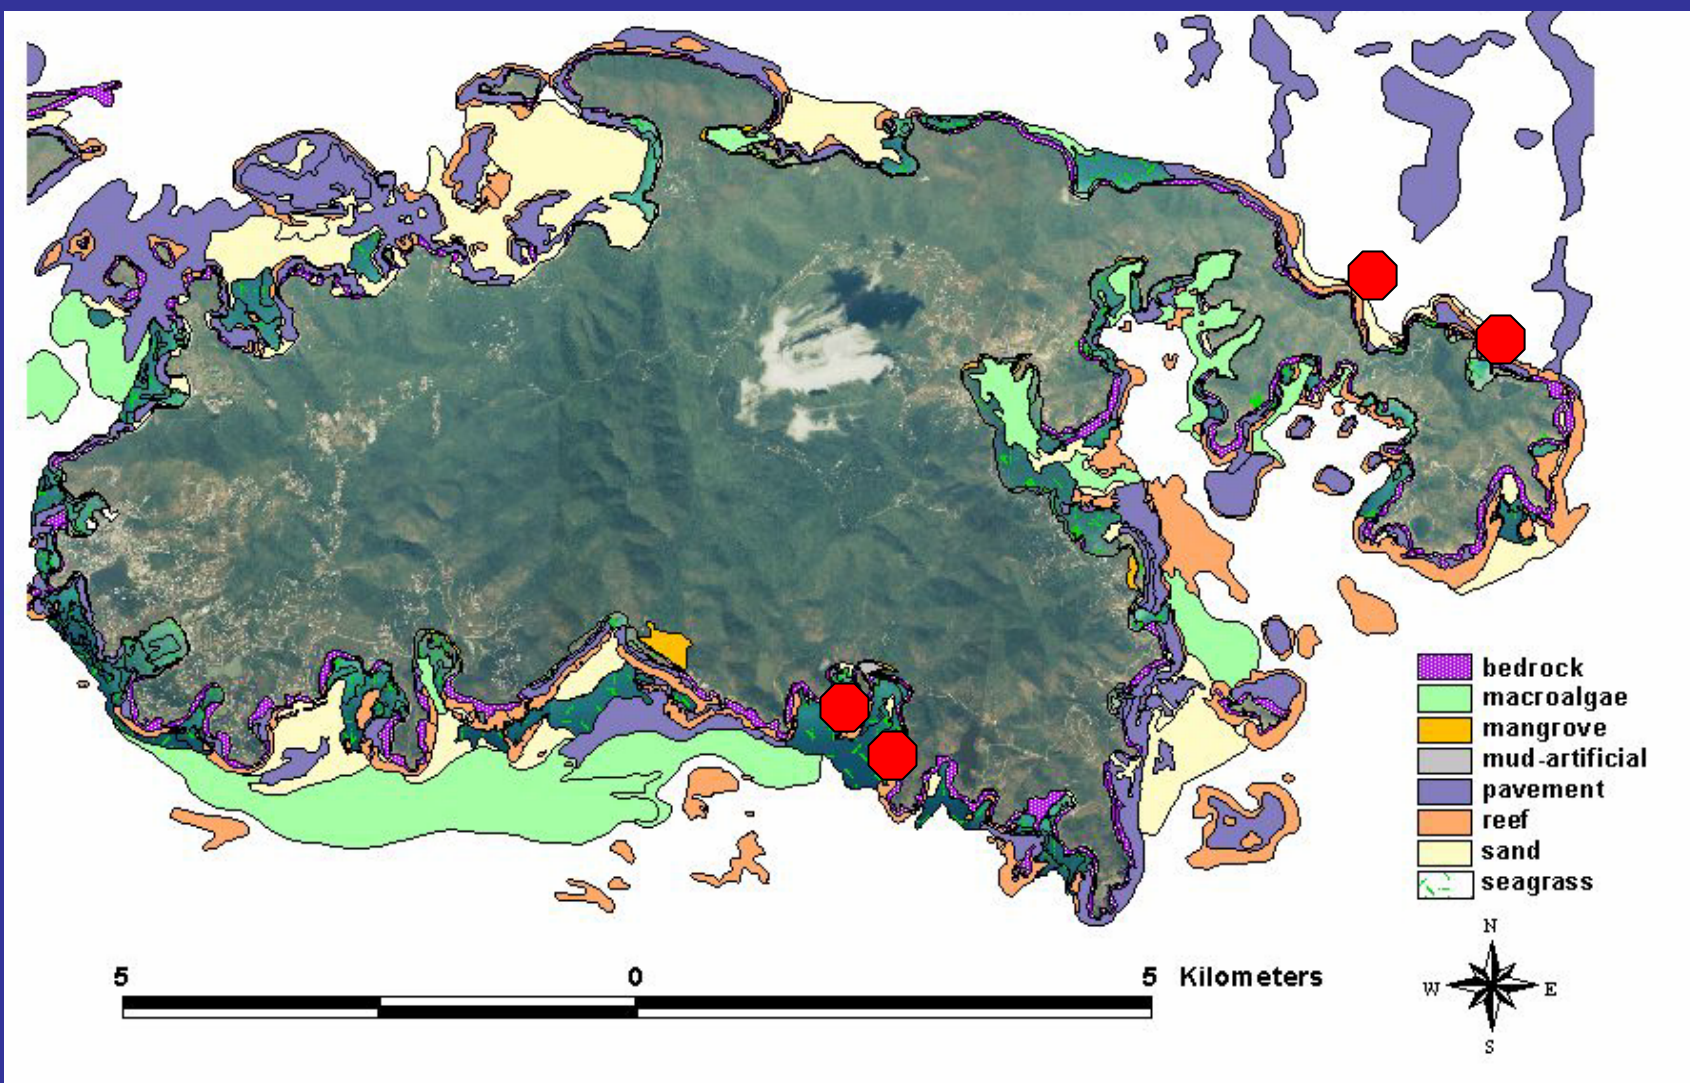 bedrock
macroalgae
mangrove
mud-artificial
pavement
reef
sand
seagrass
N
W E
S
5 0 5 Kilometers